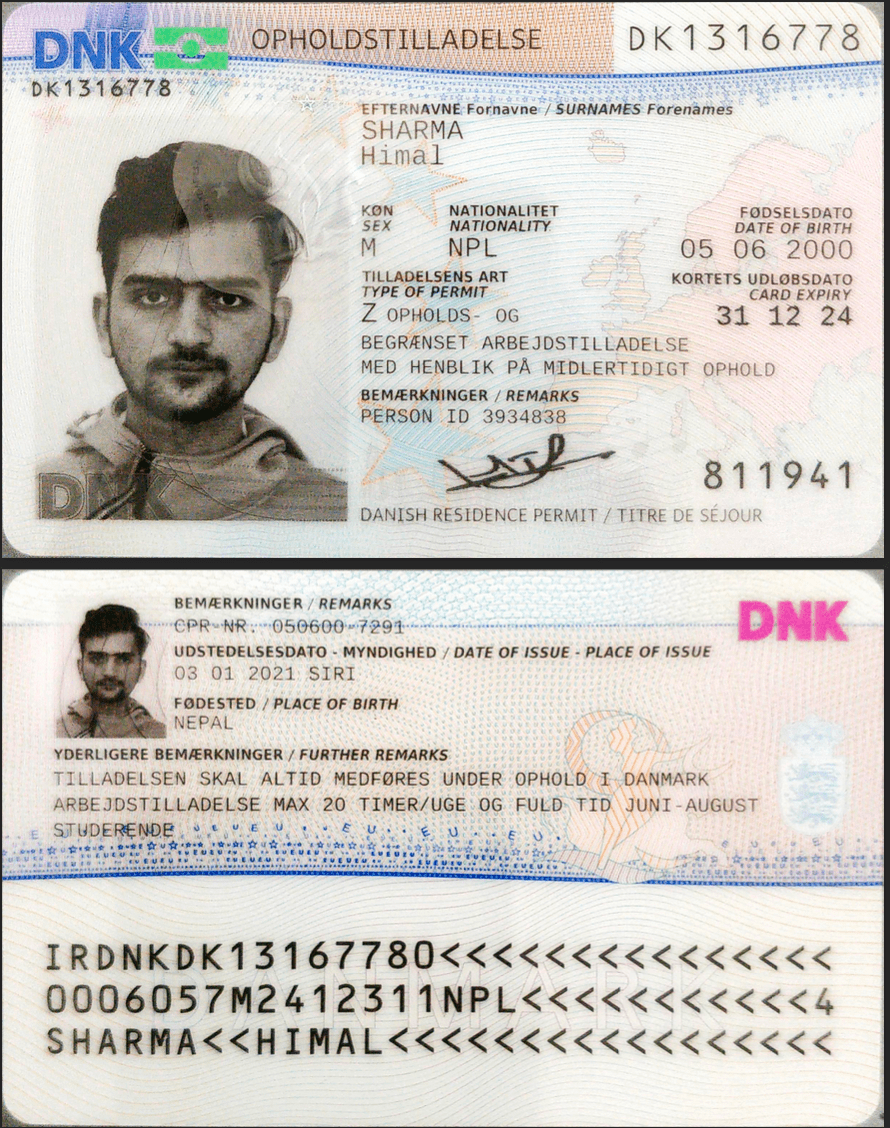 DNK OPHOLDSTILLADELSE DK1316778
DK1316778
EFTERNAVNE Fornavne / SURNAMES Forenames
SHARMA
Himal
KØN NATIONALITET FØDSELSDATO
SEX NATIONALITY DATE OF BIRTH
M NPL 05 06 2000
TILLADELSENS ART KORTETS UDLØBSDATO
TYPE OF PERMIT CARD EXPIRY
Z OPHOLDS- OG 31 12 24
BEGRÆNSET ARBEJDSTILLADELSE
MED HENBLIK PÅ MIDLERTIDIGT OPHOLD
BEMÆRKNINGER / REMARKS
PERSON ID 3934838
DNK 811941
DANISH RESIDENCE PERMIT / TITRE DE SÉJOUR
BEMÆRKNINGER / REMARKS DNK
CPR-NR. 050600-7291
UDSTEDELSESDATO - MYNDIGHED / DATE OF ISSUE - PLACE OF ISSUE
03 01 2021 SIRI
FØDESTED / PLACE OF BIRTH
NEPAL
YDERLIGERE BEMÆRKNINGER / FURTHER REMARKS
TILLADELSEN SKAL ALTID MEDFØRES UNDER OPHOLD I DANMARK
ARBEJDSTILLADELSE MAX 20 TIMER/UGE OG FULD TID JUNI-AUGUST
STUDERENDE
IRDNKDK13167780<<<<<<<<<<<<<<<
0006057M2412311NPL<<<<<<<<<<<4
SHARMA<<HIMAL<<<<<<<<<<<<<<<<<